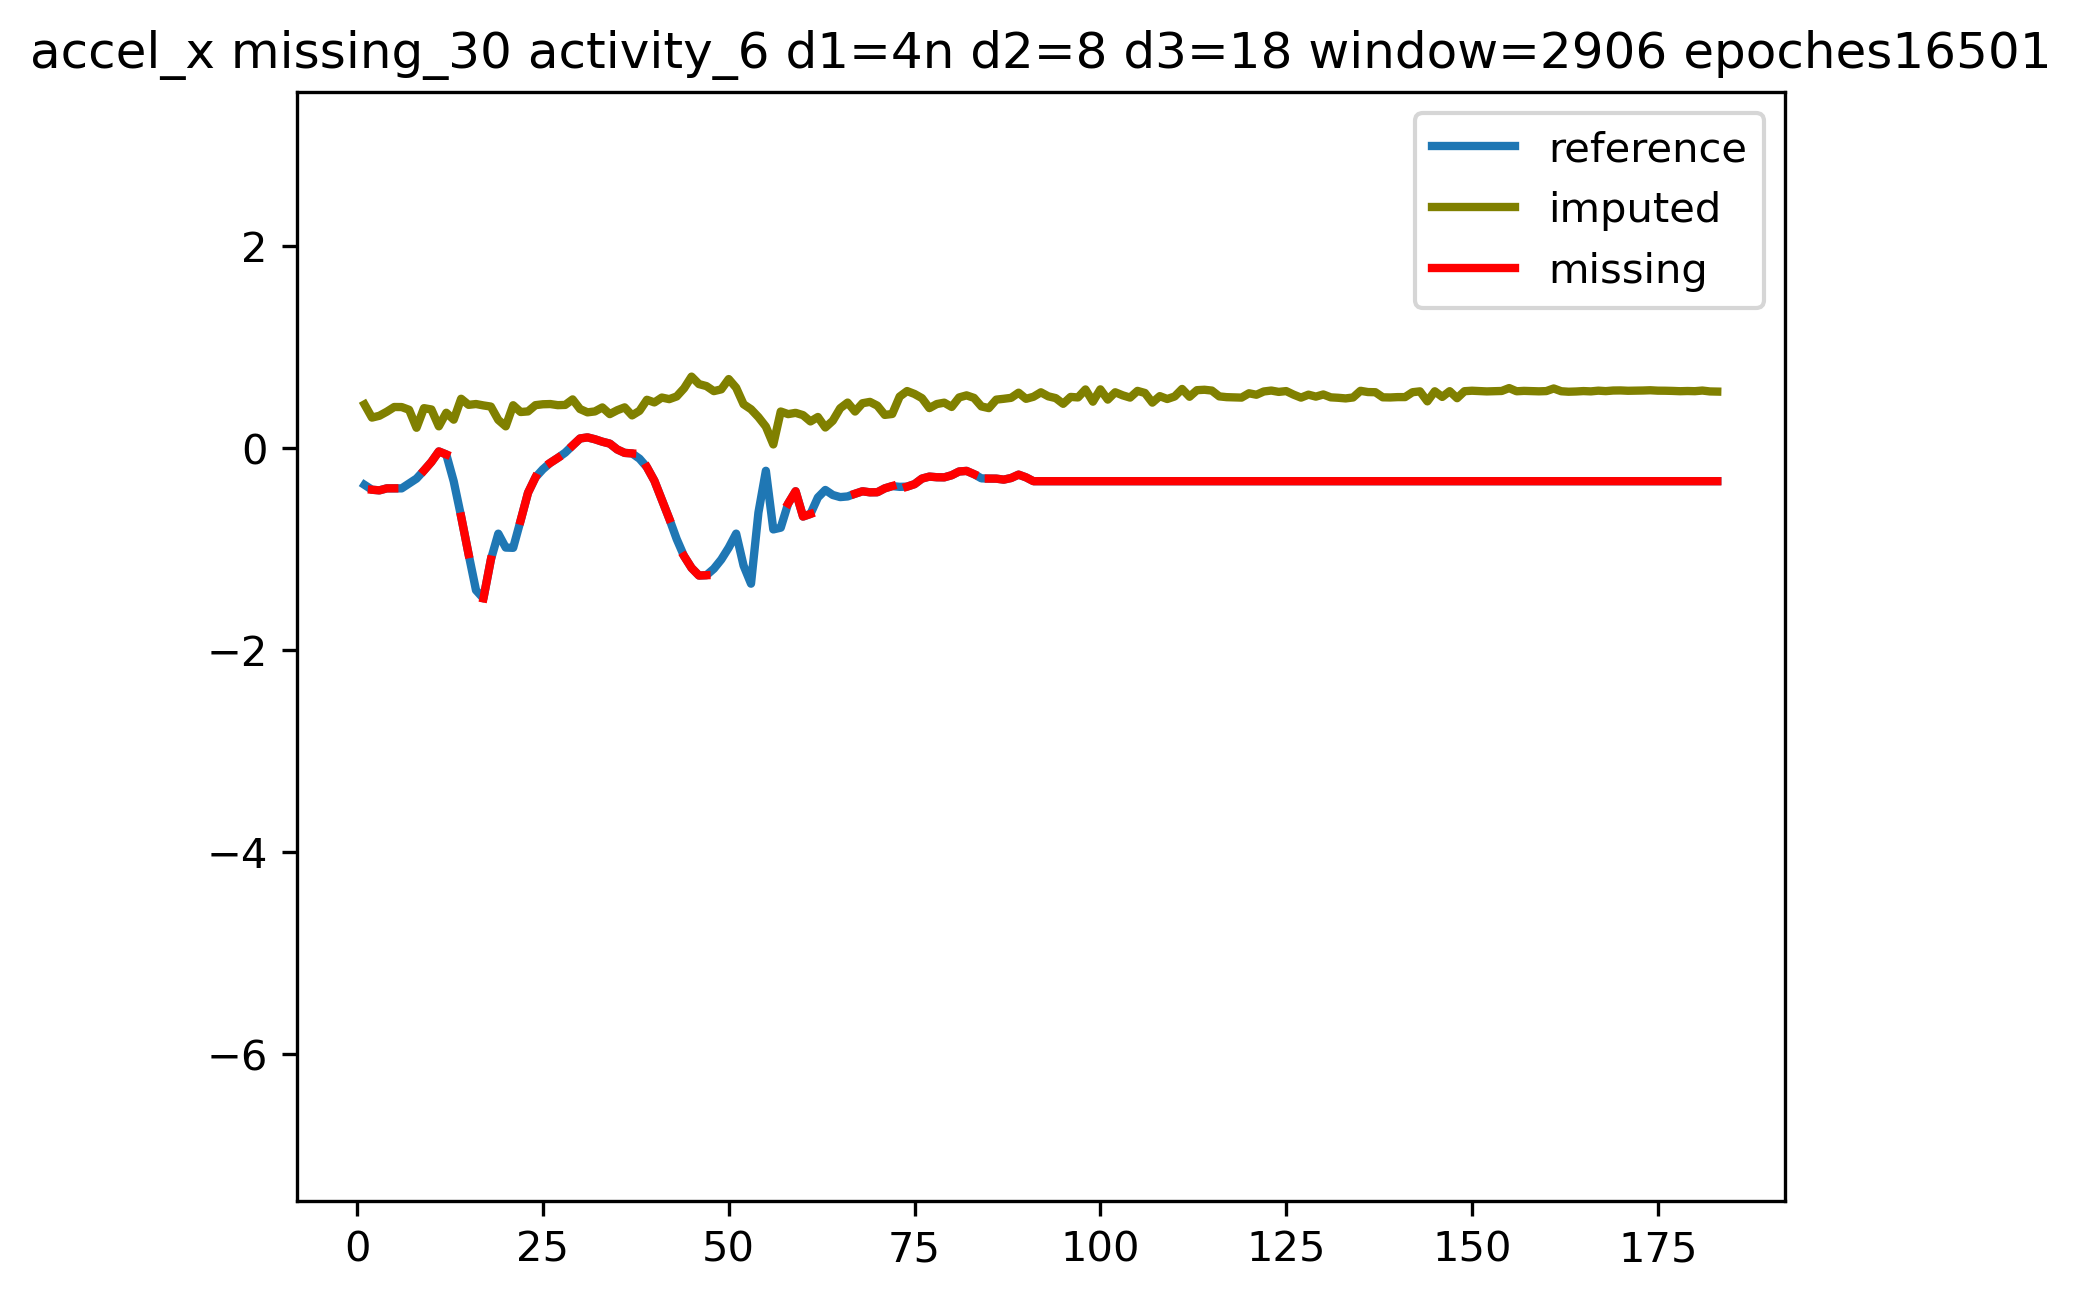 accel_x missing_30 activity_6 d1=4n d2=8 d3=18 window=2906 epoches16501
reference
imputed
missing
2
0
−2
−4
−6
0 25 50 75 100 125 150 175